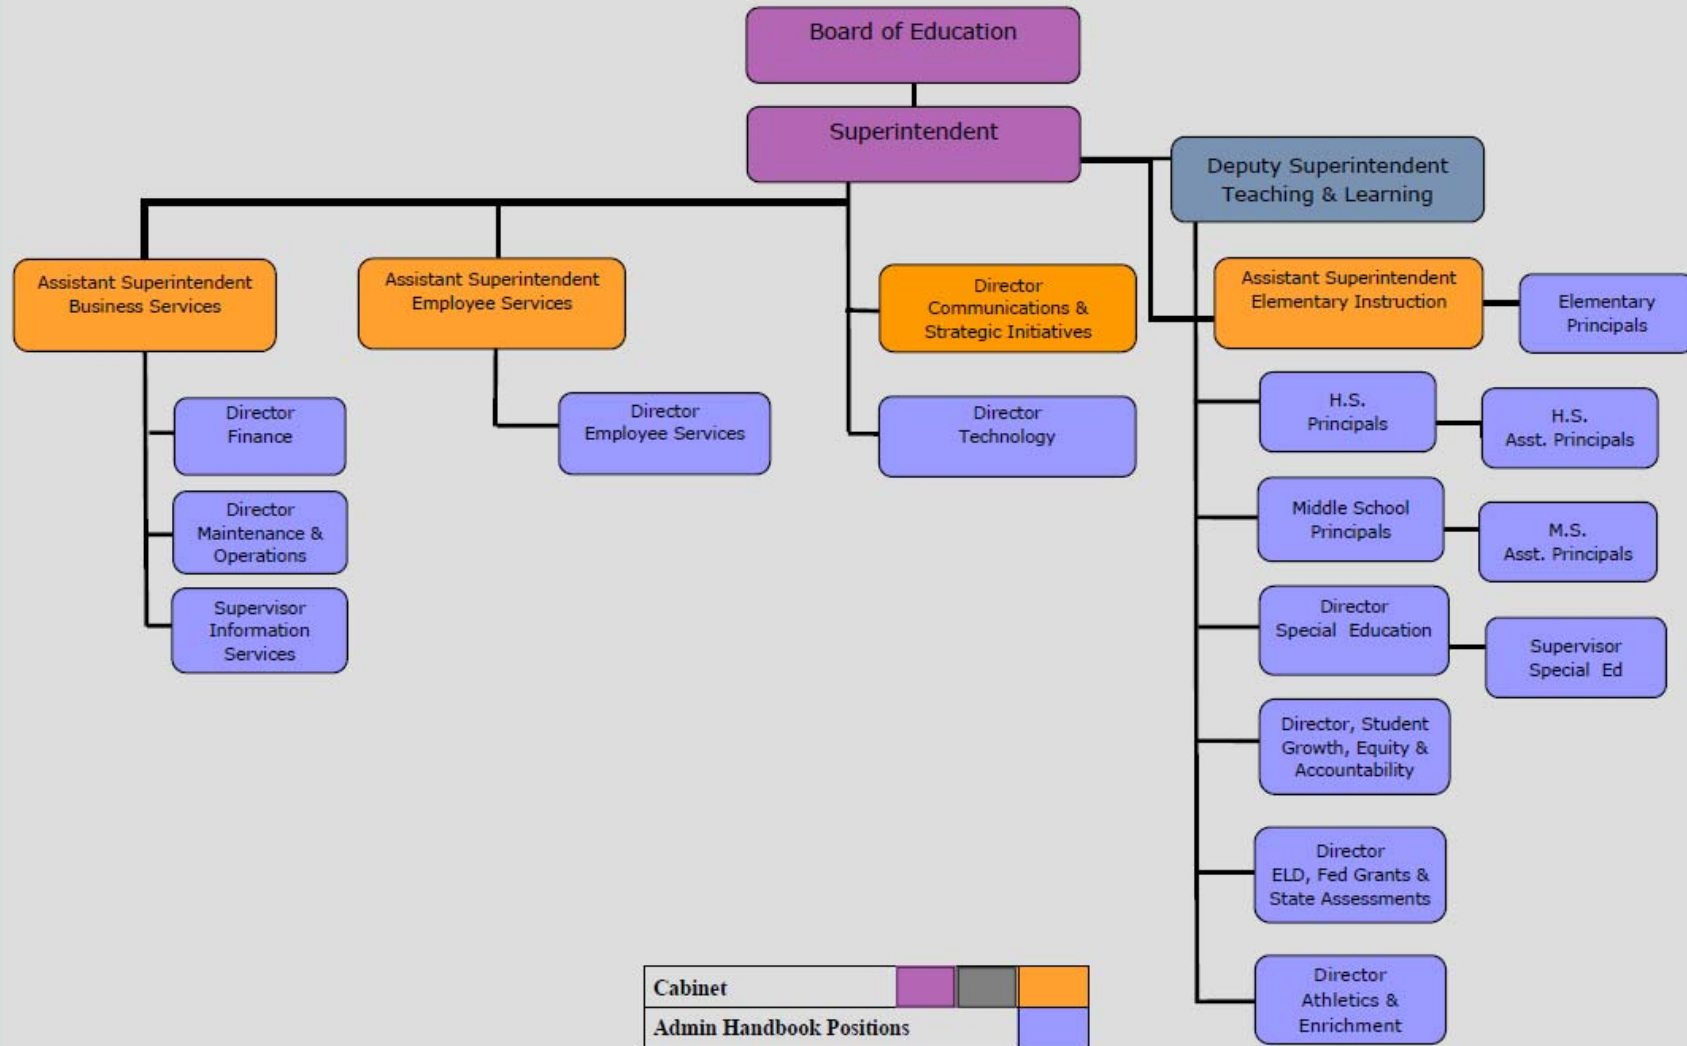 Board of Education
Superintendent
Deputy Superintendent
Teaching & Learning
Assistant Superintendent
Business Services
Assistant Superintendent
Employee Services
Director
Communications &
Strategic Initiatives
Assistant Superintendent
Elementary Instruction
Elementary
Principals
Director
Finance
Director
Employee Services
Director
Technology
H.S.
Principals
H.S.
Asst. Principals
Director
Maintenance &
Operations
Middle School
Principals
M.S.
Asst. Principals
Supervisor
Information
Services
Director
Special Education
Supervisor
Special Ed
Director, Student
Growth, Equity &
Accountability
Director
ELD, Fed Grants &
State Assessments
Director
Athletics &
Enrichment
Cabinet
Admin Handbook Positions